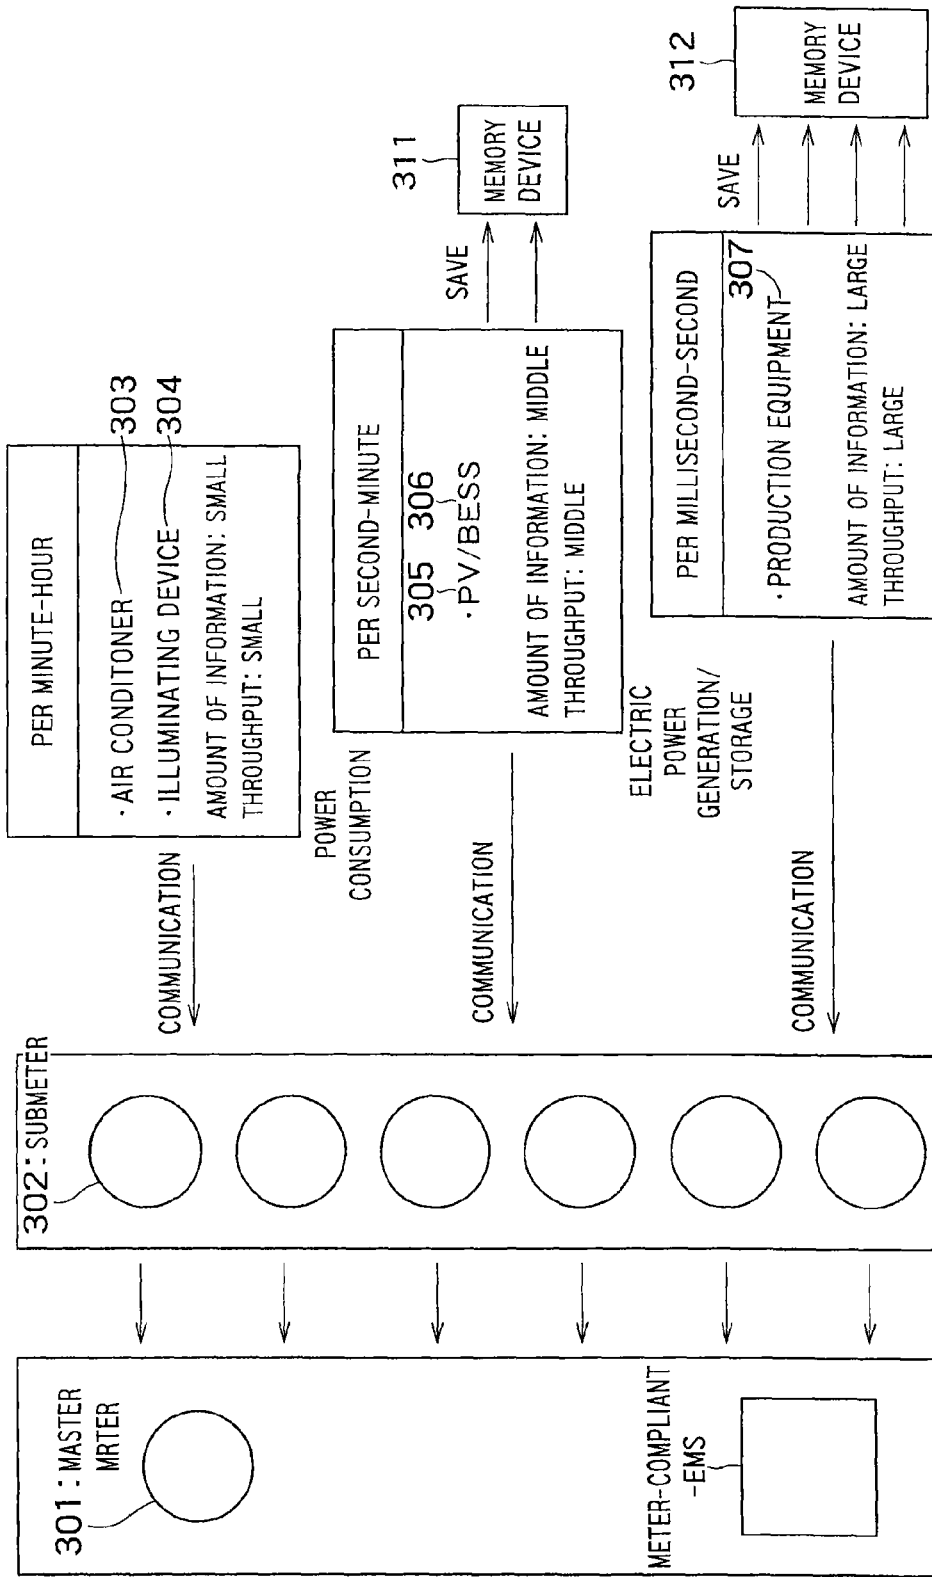 301 : MASTER
MRTER
METER-COMPLIANT
-EMS
302 : SUBMETER
COMMUNICATION
POWER
CONSUMPTION
PER MINUTE-HOUR
· AIR CONDITONER 303
· ILLUMINATING DEVICE 304
AMOUNT OF INFORMATION: SMALL
THROUGHPUT: SMALL
COMMUNICATION
ELECTRIC
POWER
GENERATION/
STORAGE
PER SECOND-MINUTE
305 306
· PV/BESS
AMOUNT OF INFORMATION: MIDDLE
THROUGHPUT: MIDDLE
SAVE
311
MEMORY
DEVICE
COMMUNICATION
PER MILLISECOND-SECOND
307
· PRODUCTION EQUIPMENT
AMOUNT OF INFORMATION: LARGE
THROUGHPUT: LARGE
SAVE
312
MEMORY
DEVICE